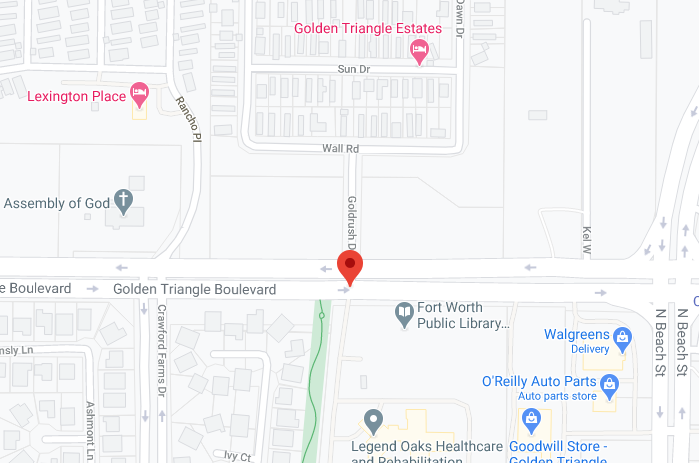 Golden Triangle Estates
Dawn Dr
Sun Dr
Lexington Place
Rancho Pl
Wall Rd
Assembly of God
Goldrush D
Kel W
e Boulevard
Golden Triangle Boulevard
Fort Worth
Public Library...
Walgreens
Delivery
N Beach St
N Beach St
Crawford Farms Dr
nsly Ln
O'Reilly Auto Parts
Auto parts store
Ashmont Ln
Ivy Ct
Legend Oaks Healthcare
and Rehabilitation
Goodwill Store -
Golden Triangle